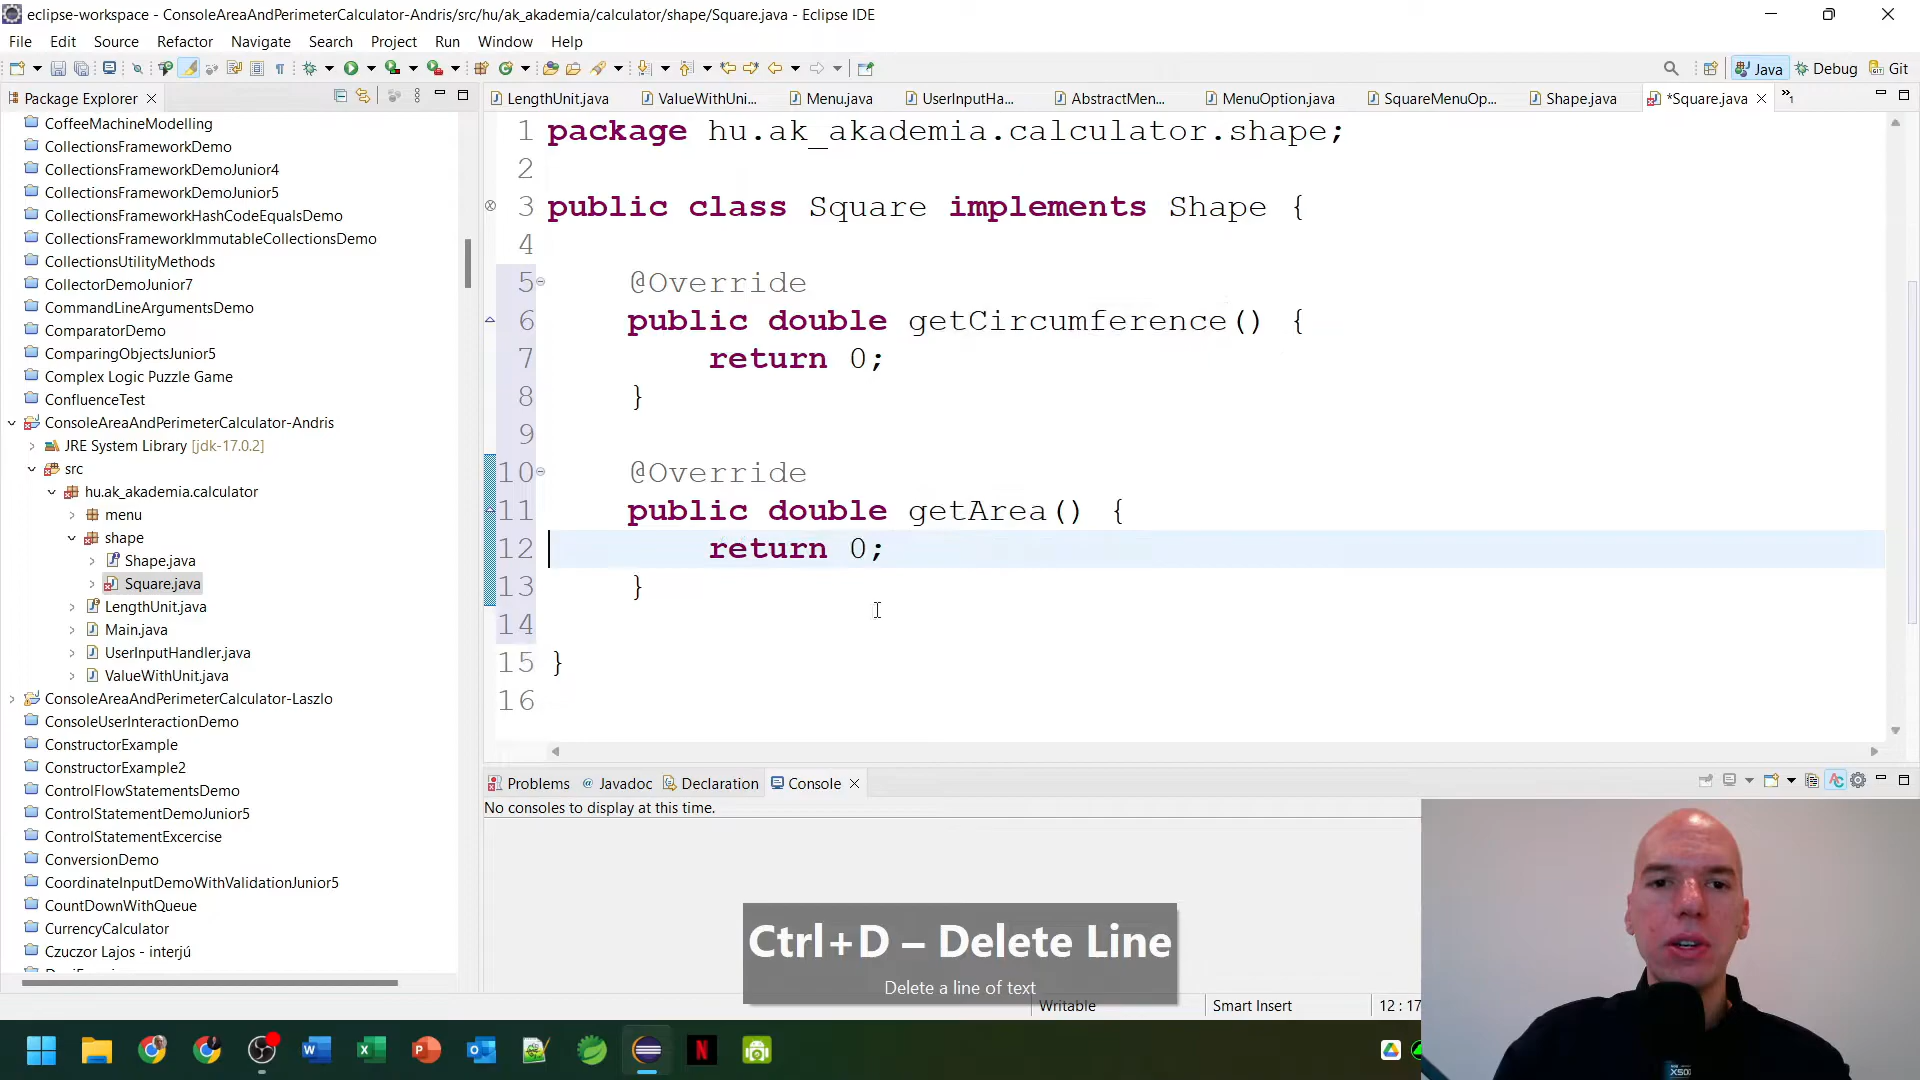 eclipse-workspace - ConsoleAreaAndPerimeterCalculator-Andris/src/hu/ak_akademia/calculator/shape/Square.java - Eclipse IDE
File Edit Source Refactor Navigate Search Project Run Window Help
Java Debug Git
Package Explorer
LengthUnit.java ValueWithUni... Menu.java UserInputHa... AbstractMen... MenuOption.java SquareMenuOp... Shape.java *Square.java »1
CoffeeMachineModelling
CollectionsFrameworkDemo
CollectionsFrameworkDemoJunior4
CollectionsFrameworkDemoJunior5
CollectionsFrameworkHashCodeEqualsDemo
CollectionsFrameworkImmutableCollectionsDemo
CollectionsUtilityMethods
CollectorDemoJunior7
CommandLineArgumentsDemo
ComparatorDemo
ComparingObjectsJunior5
Complex Logic Puzzle Game
ConfluenceTest
ConsoleAreaAndPerimeterCalculator-Andris
JRE System Library [jdk-17.0.2]
src
hu.ak_akademia.calculator
menu
shape
Shape.java
Square.java
LengthUnit.java
Main.java
UserInputHandler.java
ValueWithUnit.java
ConsoleAreaAndPerimeterCalculator-Laszlo
ConsoleUserInteractionDemo
ConstructorExample
ConstructorExample2
ControlFlowStatementsDemo
ControlStatementDemoJunior5
ControlStatementExcercise
ConversionDemo
CoordinateInputDemoWithValidationJunior5
CountDownWithQueue
CurrencyCalculator
Czuczor Lajos - interjú
1 package hu.ak_akademia.calculator.shape;
2
3 public class Square implements Shape {
4
5 @Override
6 public double getCircumference() {
7 return 0;
8 }
9
10 @Override
11 public double getArea() {
12 return 0;
13 }
14
15 }
16
Problems Javadoc Declaration Console
No consoles to display at this time.
Ctrl+D – Delete Line
Delete a line of text
Writable Smart Insert 12 : 17